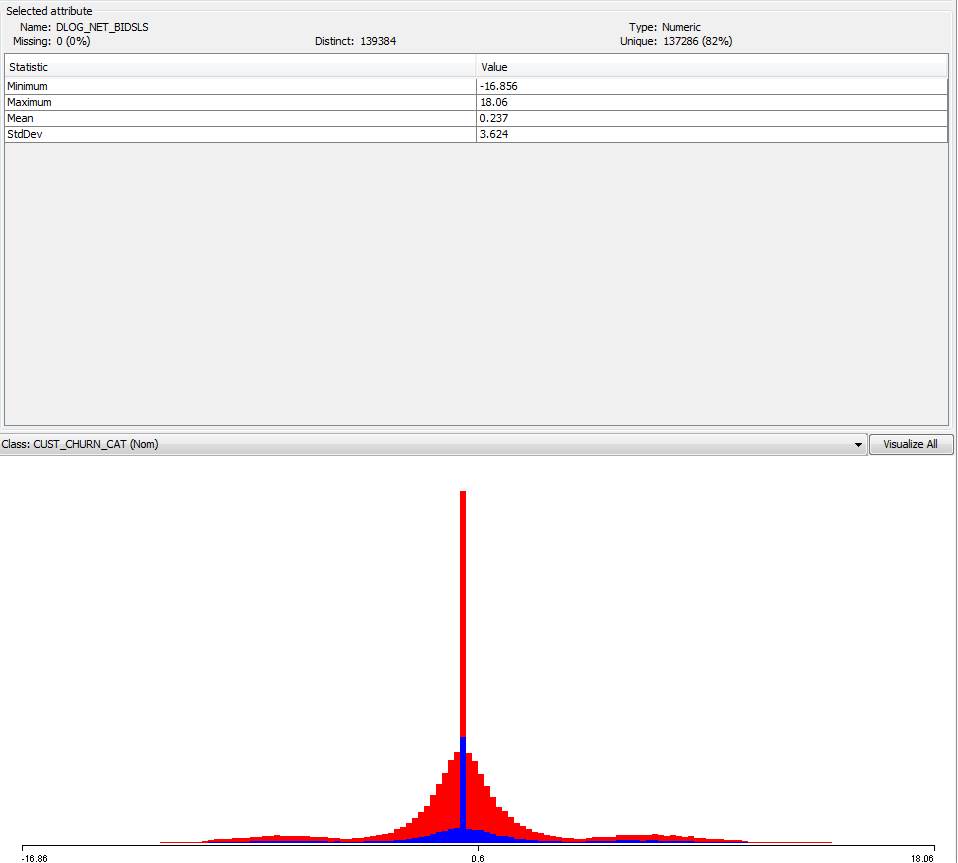 Selected attribute
Name: DLOG_NET_BIDSLS Type: Numeric
Missing: 0 (0%) Distinct: 139384 Unique: 137286 (82%)
Statistic Value
Minimum -16.856
Maximum 18.06
Mean 0.237
StdDev 3.624
Class: CUST_CHURN_CAT (Nom) Visualize All
-16.86 0.6 18.06